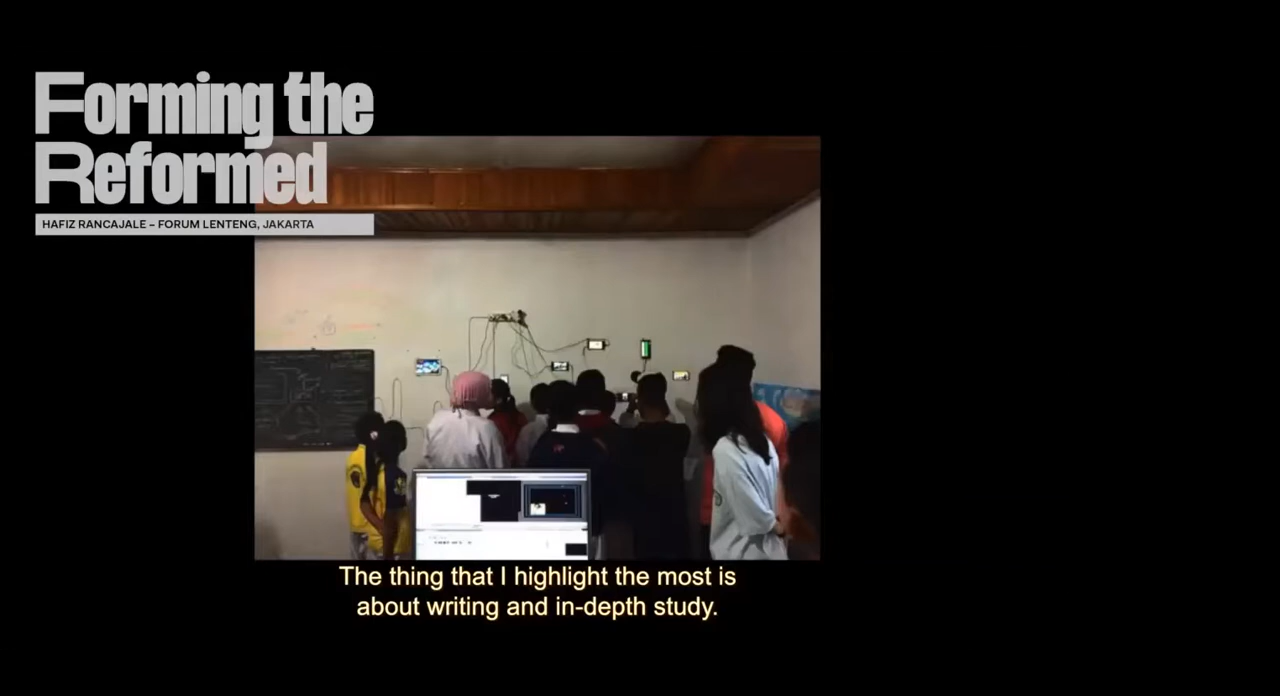 Forming the
Reformed
HAFIZ RANCAJALE – FORUM LENTENG, JAKARTA
The thing that I highlight the most is
about writing and in-depth study.